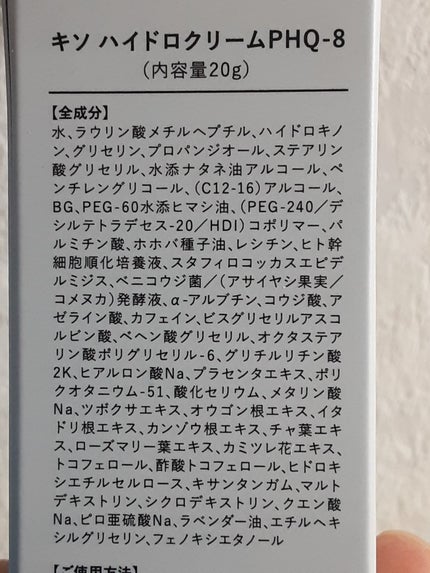 キソ ハイドロクリームPHQ-8
(内容量20g)
【全成分】
水、ラウリン酸メチルヘプチル、ハイドロキノ
ン、グリセリン、プロパンジオール、ステアリン
酸グリセリル、水添ナタネ油アルコール、ペ
ンチレングリコール、(C12-16)アルコール、
BG、PEG-60水添ヒマシ油、(PEG-240/デ
シルテトラデセス-20/HDI)コポリマー、パ
ルミチン酸、ホホバ種子油、レシチン、ヒト幹
細胞順化培養液、スタフィロコッカスエピデ
ルミジス、ベニコウジ菌/(アサイヤシ果実/
コメヌカ)発酵液、α-アルブチン、コウジ酸、ア
ゼライン酸、カフェイン、ビスグリセリルアスコ
ルビン酸、ベヘン酸グリセリル、オクタステア
リン酸ポリグリセリル-6、グリチルリチン酸
2K、ヒアルロン酸Na、プラセンタエキス、ポリ
クオタニウム-51、酸化セリウム、メタリン酸
Na、ツボクサエキス、オウゴン根エキス、イタ
ドリ根エキス、カンゾウ根エキス、チャ葉エキ
ス、ローズマリー葉エキス、カミツレ花エキス、
トコフェロール、酢酸トコフェロール、ヒドロキ
シエチルセルロース、キサンタンガム、マルト
デキストリン、シクロデキストリン、クエン酸
Na、ピロ亜硫酸Na、ラベンダー油、エチルヘキ
シルグリセリン、フェノキシエタノール
【ご使用方法】